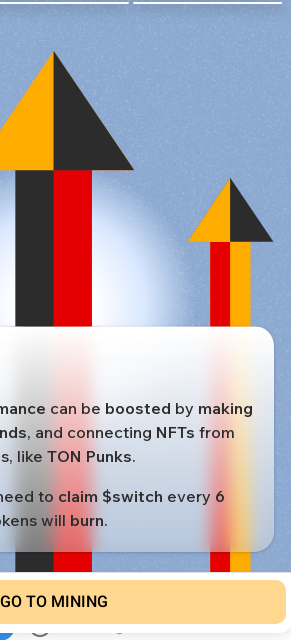 mance can be boosted by making
nds, and connecting NFTs from
s, like TON Punks.
need to claim $switch every 6
okens will burn.
GO TO MINING